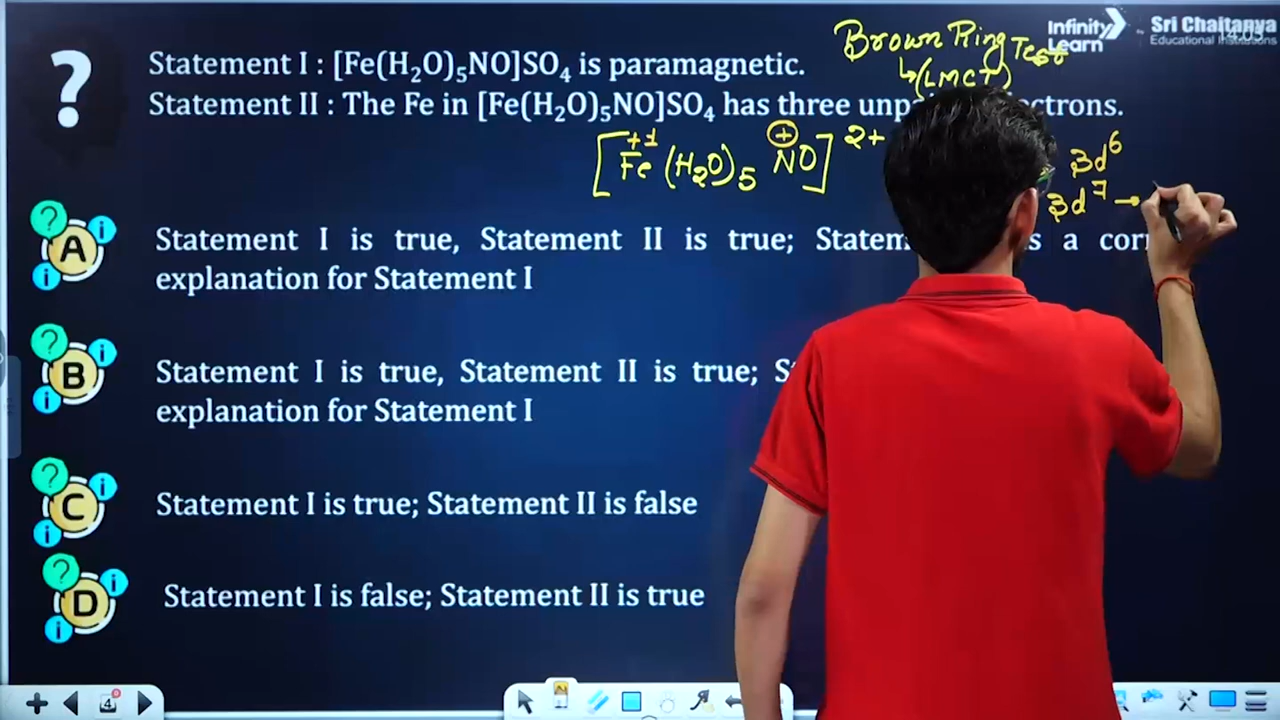 Infinity Learn
Sri Chaitanya
Educational Institutions
Brown Ring Test
↳(LMCT)
?
Statement I : [Fe(H₂O)₅NO]SO₄ is paramagnetic.
Statement II : The Fe in [Fe(H₂O)₅NO]SO₄ has three
+1 +
[Fe(H₂O)₅ NO]²⁺
3d⁶
3d⁷ →
A Statement I is true, Statement II is true; is a
explanation for Statement I
B Statement I is true, Statement II is true;
explanation for Statement I
C Statement I is true; Statement II is false
D Statement I is false; Statement II is true
4